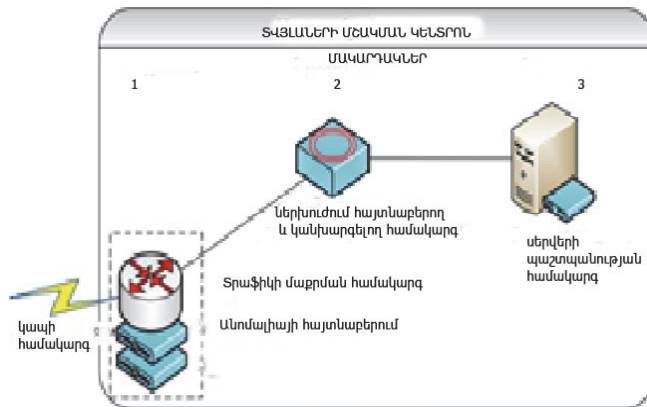 ՏՎՅԼԱՆԵՐԻ ՄՇԱԿՄԱՆ ԿԵՆՏՐՈՆ
ՄԱԿԱՐԴԱԿՆԵՐ
1 2 3
ներխուժում հայտնաբերող
և կանխարգելող համակարգ
սերվերի
պաշտպանության
համակարգ
Տրաֆիկի մաքրման համակարգ
Անոմալիայի հայտնաբերում
կապի
համակարգ